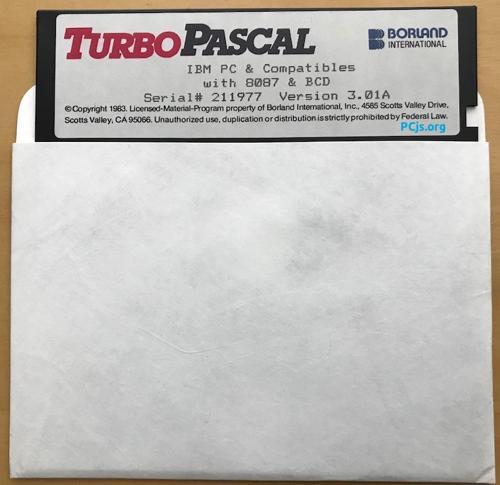 TURBO PASCAL
BORLAND
INTERNATIONAL
IBM PC & Compatibles
with 8087 & BCD
Serial# 211977 Version 3.01A
©Copyright 1983. Licensed-Material-Program property of Borland International, Inc., 4585 Scotts Valley Drive,
Scotts Valley, CA 95066. Unauthorized use, duplication or distribution is strictly prohibited by Federal Law.
PCjs.org